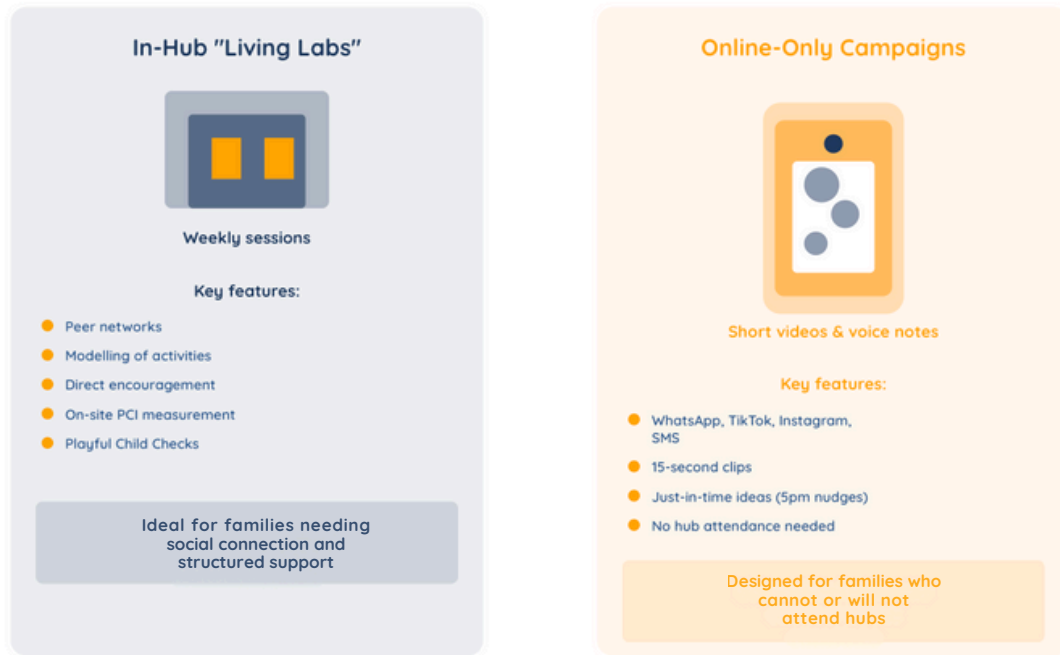 In-Hub "Living Labs"
Weekly sessions
Key features:
Peer networks
Modelling of activities
Direct encouragement
On-site PCI measurement
Playful Child Checks
Ideal for families needing
social connection and
structured support
Online-Only Campaigns
Short videos & voice notes
Key features:
WhatsApp, TikTok, Instagram,
SMS
15-second clips
Just-in-time ideas (5pm nudges)
No hub attendance needed
Designed for families who
cannot or will not
attend hubs